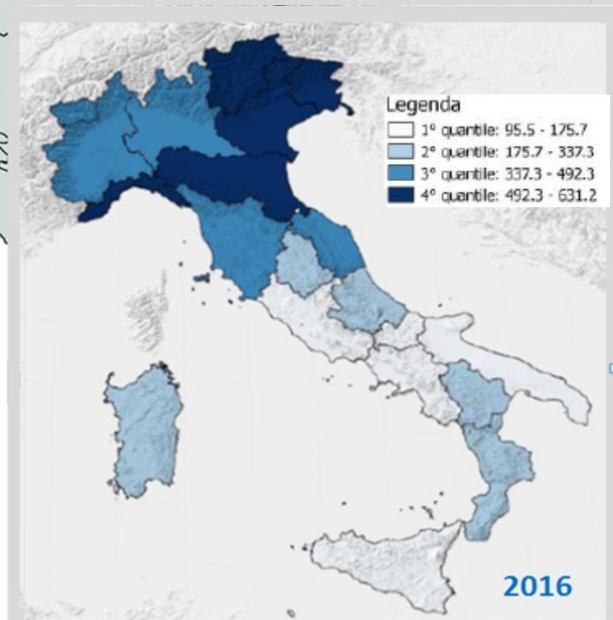 Legenda
1° quantile: 95.5 - 175.7
2° quantile: 175.7 - 337.3
3° quantile: 337.3 - 492.3
4° quantile: 492.3 - 631.2
2016